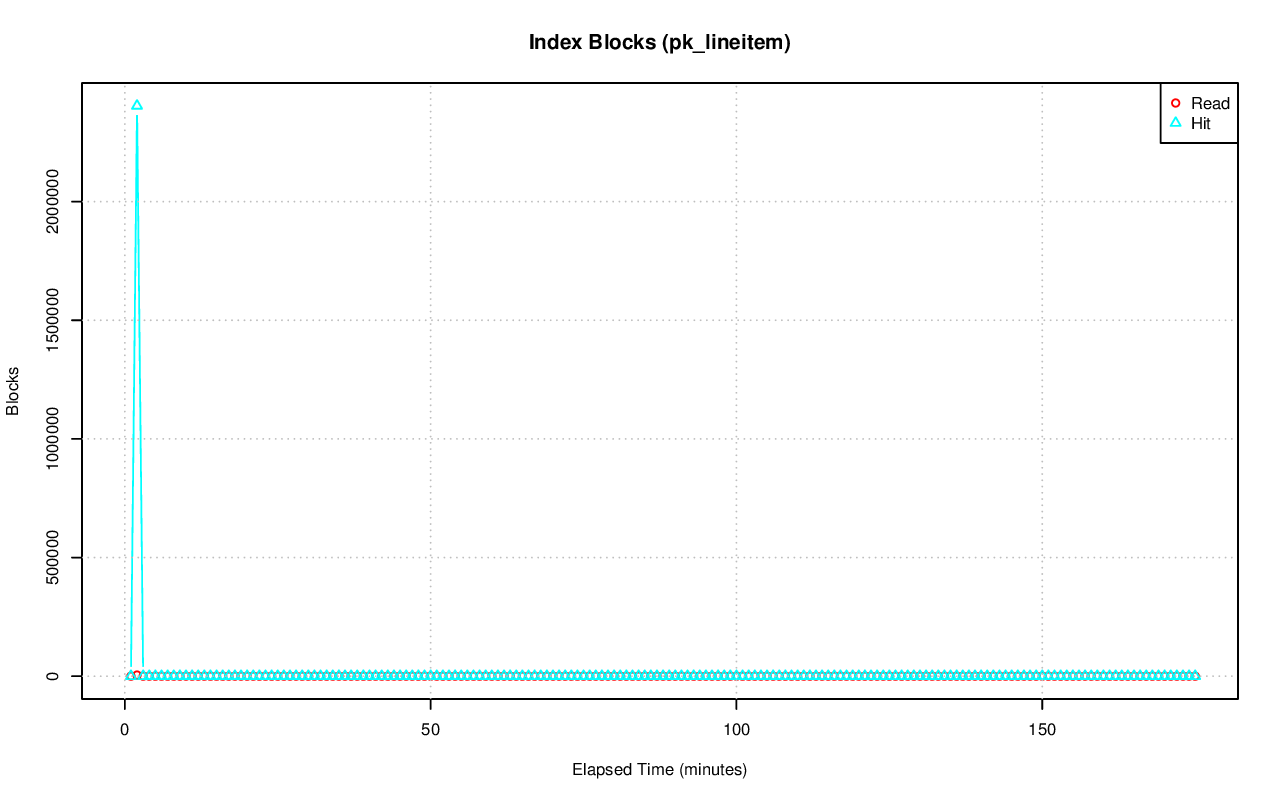 Index Blocks (pk_lineitem)
Read
Hit
Blocks
2000000
1500000
1000000
500000
0
0 50 100 150
Elapsed Time (minutes)